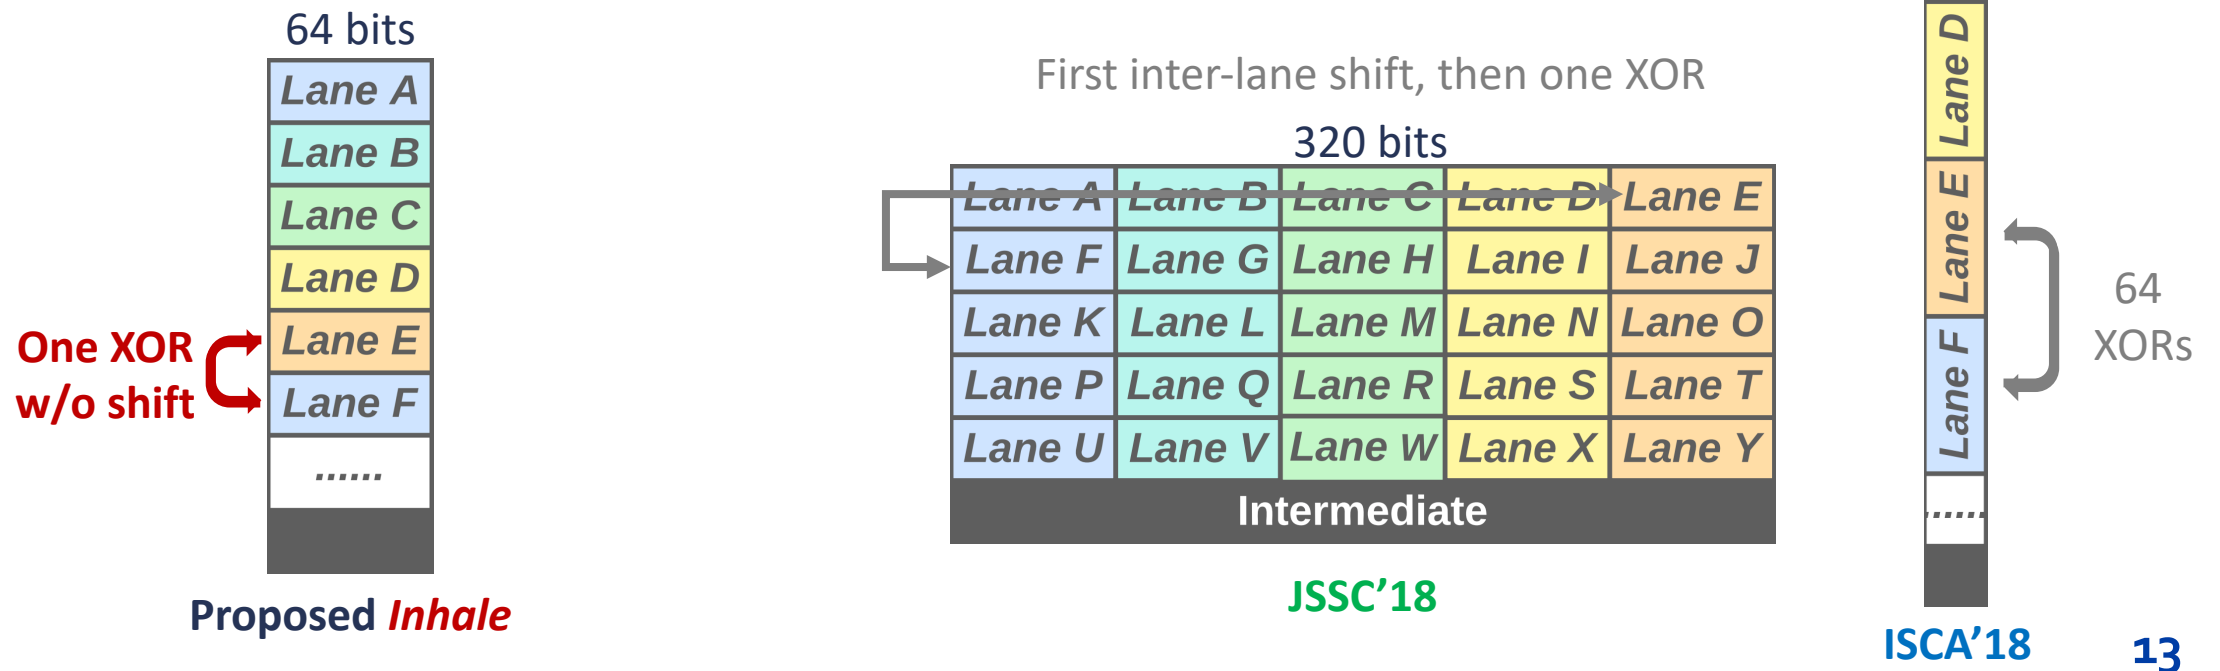 64 bits
Lane A
Lane B
Lane C
Lane D
Lane E
Lane F
......
One XOR
w/o shift
Proposed Inhale
First inter-lane shift, then one XOR
320 bits
Lane A Lane B Lane C Lane D Lane E
Lane F Lane G Lane H Lane I Lane J
Lane K Lane L Lane M Lane N Lane O
Lane P Lane Q Lane R Lane S Lane T
Lane U Lane V Lane W Lane X Lane Y
Intermediate
JSSC’18
Lane D
Lane E
Lane F
......
64
XORs
ISCA’18
13